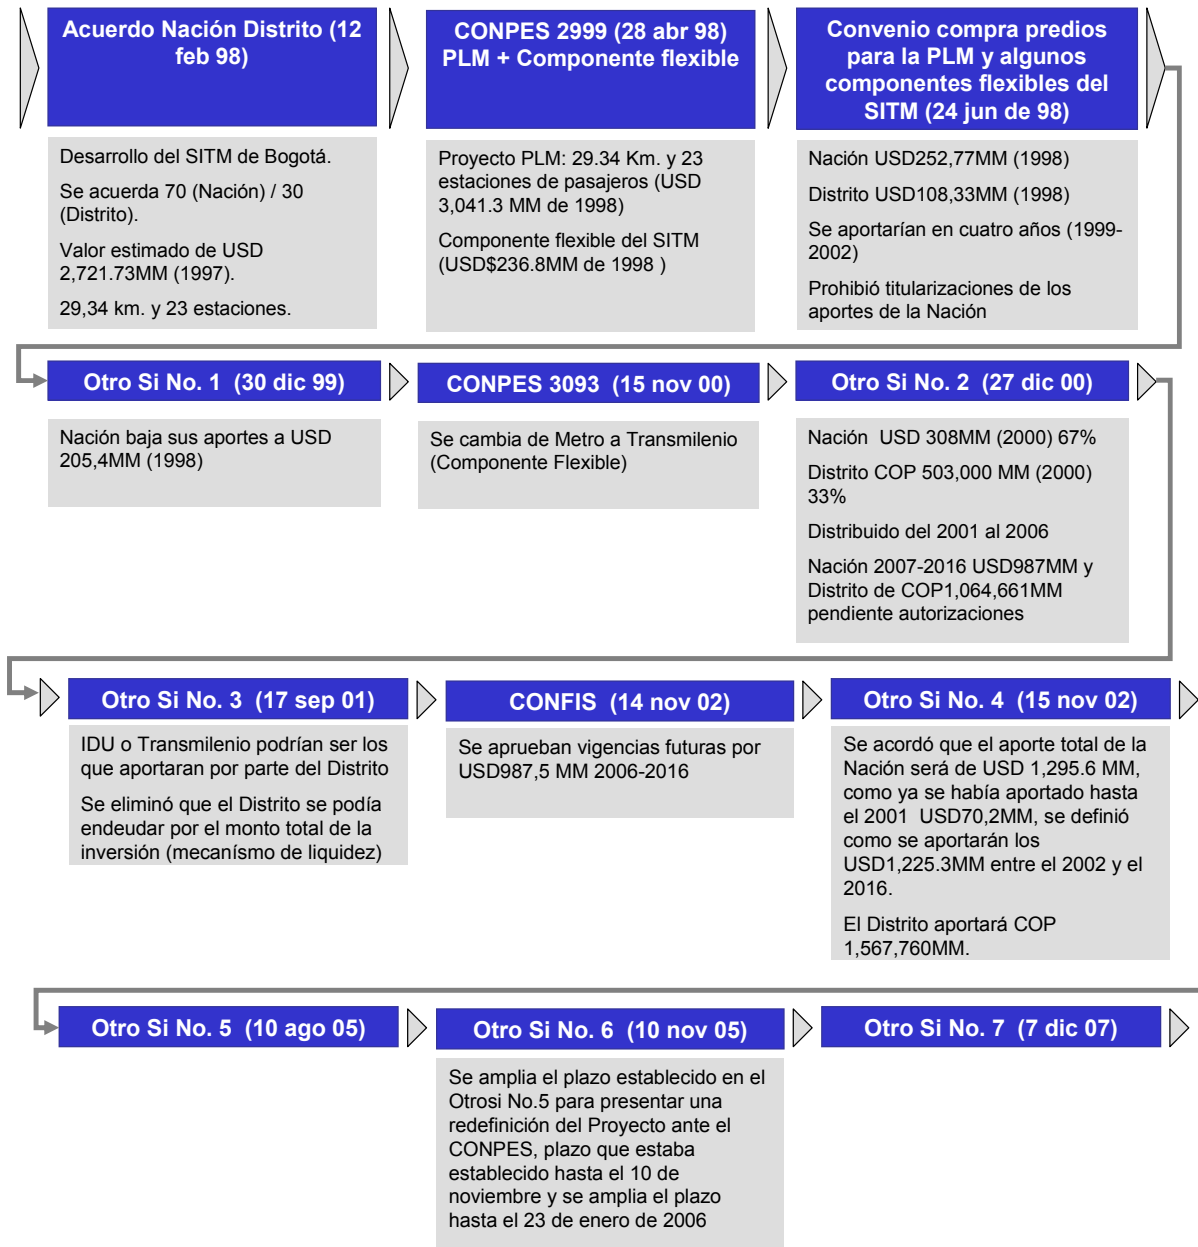 Acuerdo Nación Distrito (12
feb 98)
Desarrollo del SITM de Bogotá.
Se acuerda 70 (Nación) / 30
(Distrito).
Valor estimado de USD
2,721.73MM (1997).
29,34 km. y 23 estaciones.
CONPES 2999 (28 abr 98)
PLM + Componente flexible
Proyecto PLM: 29.34 Km. y 23
estaciones de pasajeros (USD
3,041.3 MM de 1998)
Componente flexible del SITM
(USD$236.8MM de 1998 )
Convenio compra predios
para la PLM y algunos
componentes flexibles del
SITM (24 jun de 98)
Nación USD252,77MM (1998)
Distrito USD108,33MM (1998)
Se aportarían en cuatro años (1999-
2002)
Prohibió titularizaciones de los
aportes de la Nación
Otro Si No. 1 (30 dic 99)
Nación baja sus aportes a USD
205,4MM (1998)
CONPES 3093 (15 nov 00)
Se cambia de Metro a Transmilenio
(Componente Flexible)
Otro Si No. 2 (27 dic 00)
Nación USD 308MM (2000) 67%
Distrito COP 503,000 MM (2000)
33%
Distribuido del 2001 al 2006
Nación 2007-2016 USD987MM y
Distrito de COP1,064,661MM
pendiente autorizaciones
Otro Si No. 3 (17 sep 01)
IDU o Transmilenio podrían ser los
que aportaran por parte del Distrito
Se eliminó que el Distrito se podía
endeudar por el monto total de la
inversión (mecanísmo de liquidez)
CONFIS (14 nov 02)
Se aprueban vigencias futuras por
USD987,5 MM 2006-2016
Otro Si No. 4 (15 nov 02)
Se acordó que el aporte total de la
Nación será de USD 1,295.6 MM,
como ya se había aportado hasta
el 2001 USD70,2MM, se definió
como se aportarán los
USD1,225.3MM entre el 2002 y el
2016.
El Distrito aportará COP
1,567,760MM.
Otro Si No. 5 (10 ago 05)
Otro Si No. 6 (10 nov 05)
Se amplia el plazo establecido en el
Otrosi No.5 para presentar una
redefinición del Proyecto ante el
CONPES, plazo que estaba
establecido hasta el 10 de
noviembre y se amplia el plazo
hasta el 23 de enero de 2006
Otro Si No. 7 (7 dic 07)